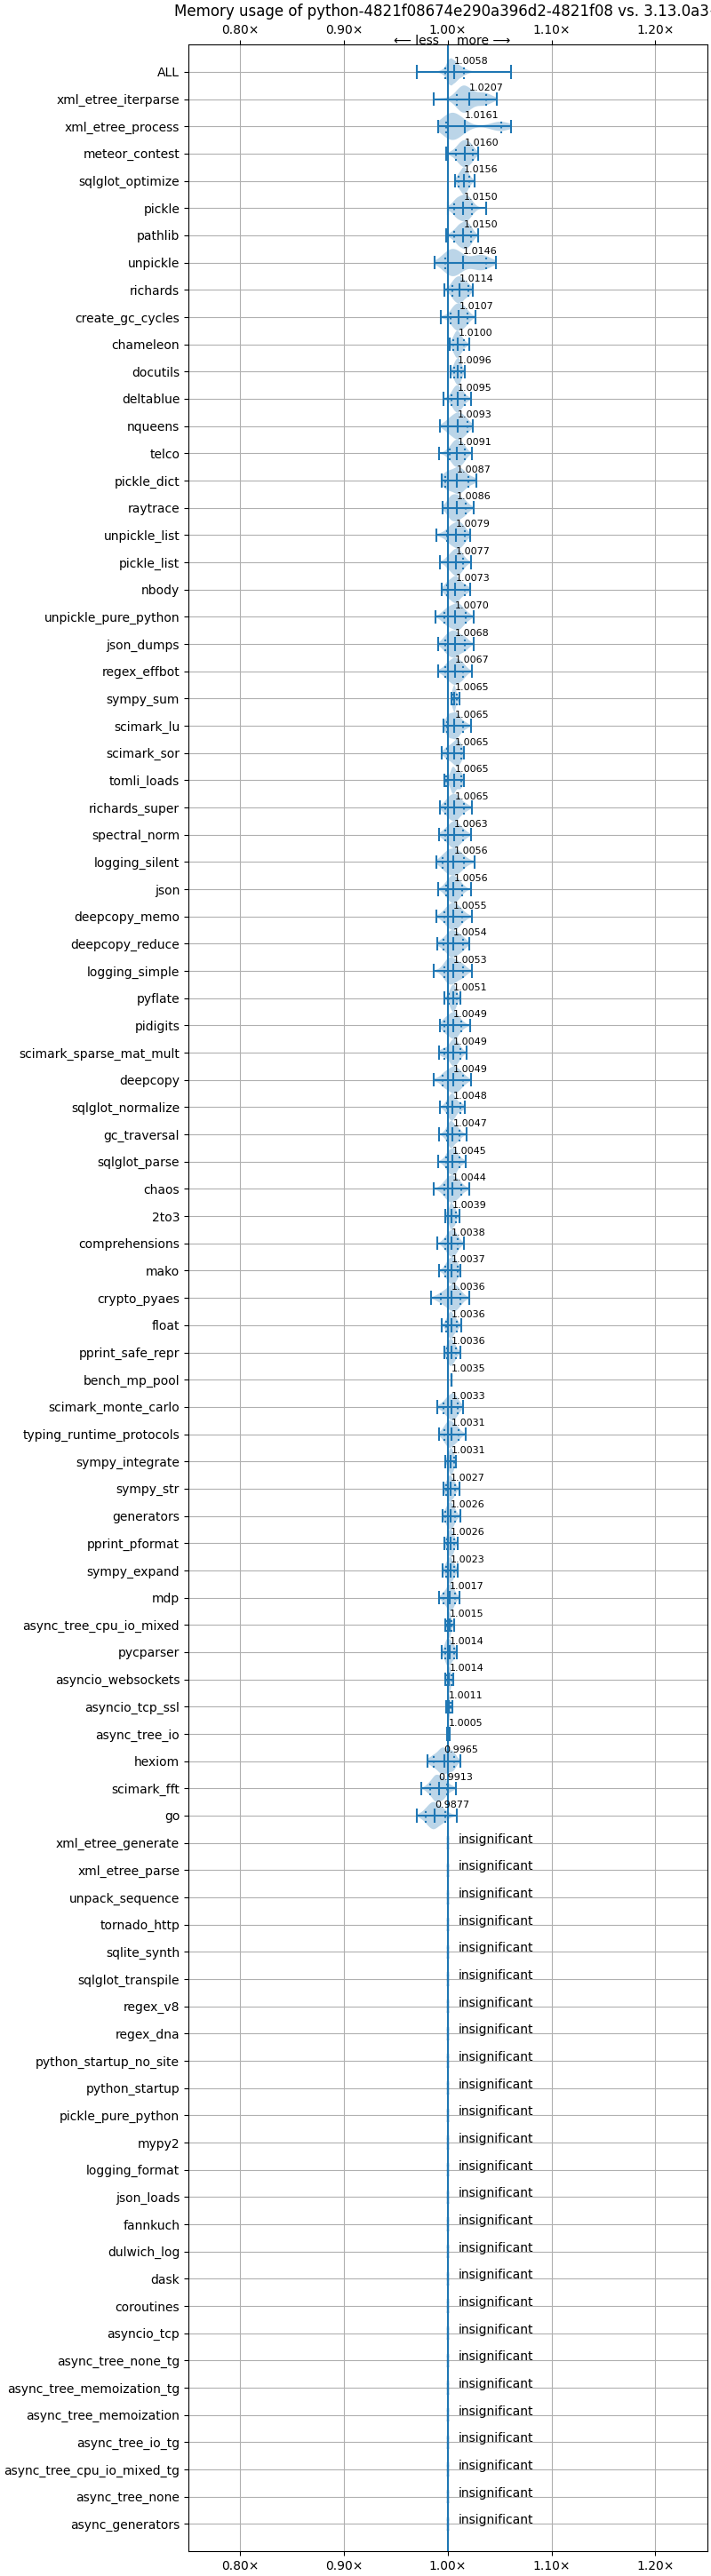 Memory usage of python-4821f08674e290a396d2-4821f08 vs. 3.13.0a3-
0.80× 0.90× 1.00× 1.10× 1.20×
⟵ less more ⟶
ALL 1.0058
xml_etree_iterparse 1.0207
xml_etree_process 1.0161
meteor_contest 1.0160
sqlglot_optimize 1.0156
pickle 1.0150
pathlib 1.0150
unpickle 1.0146
richards 1.0114
create_gc_cycles 1.0107
chameleon 1.0100
docutils 1.0096
deltablue 1.0095
nqueens 1.0093
telco 1.0091
pickle_dict 1.0087
raytrace 1.0086
unpickle_list 1.0079
pickle_list 1.0077
nbody 1.0073
unpickle_pure_python 1.0070
json_dumps 1.0068
regex_effbot 1.0067
sympy_sum 1.0065
scimark_lu 1.0065
scimark_sor 1.0065
tomli_loads 1.0065
richards_super 1.0065
spectral_norm 1.0063
logging_silent 1.0056
json 1.0056
deepcopy_memo 1.0055
deepcopy_reduce 1.0054
logging_simple 1.0053
pyflate 1.0051
pidigits 1.0049
scimark_sparse_mat_mult 1.0049
deepcopy 1.0049
sqlglot_normalize 1.0048
gc_traversal 1.0047
sqlglot_parse 1.0045
chaos 1.0044
2to3 1.0039
comprehensions 1.0038
mako 1.0037
crypto_pyaes 1.0036
float 1.0036
pprint_safe_repr 1.0036
bench_mp_pool 1.0035
scimark_monte_carlo 1.0033
typing_runtime_protocols 1.0031
sympy_integrate 1.0031
sympy_str 1.0027
generators 1.0026
pprint_pformat 1.0026
sympy_expand 1.0023
mdp 1.0017
async_tree_cpu_io_mixed 1.0015
pycparser 1.0014
asyncio_websockets 1.0014
asyncio_tcp_ssl 1.0011
async_tree_io 1.0005
hexiom 0.9965
scimark_fft 0.9913
go 0.9877
xml_etree_generate insignificant
xml_etree_parse insignificant
unpack_sequence insignificant
tornado_http insignificant
sqlite_synth insignificant
sqlglot_transpile insignificant
regex_v8 insignificant
regex_dna insignificant
python_startup_no_site insignificant
python_startup insignificant
pickle_pure_python insignificant
mypy2 insignificant
logging_format insignificant
json_loads insignificant
fannkuch insignificant
dulwich_log insignificant
dask insignificant
coroutines insignificant
asyncio_tcp insignificant
async_tree_none_tg insignificant
async_tree_memoization_tg insignificant
async_tree_memoization insignificant
async_tree_io_tg insignificant
async_tree_cpu_io_mixed_tg insignificant
async_tree_none insignificant
async_generators insignificant
0.80× 0.90× 1.00× 1.10× 1.20×